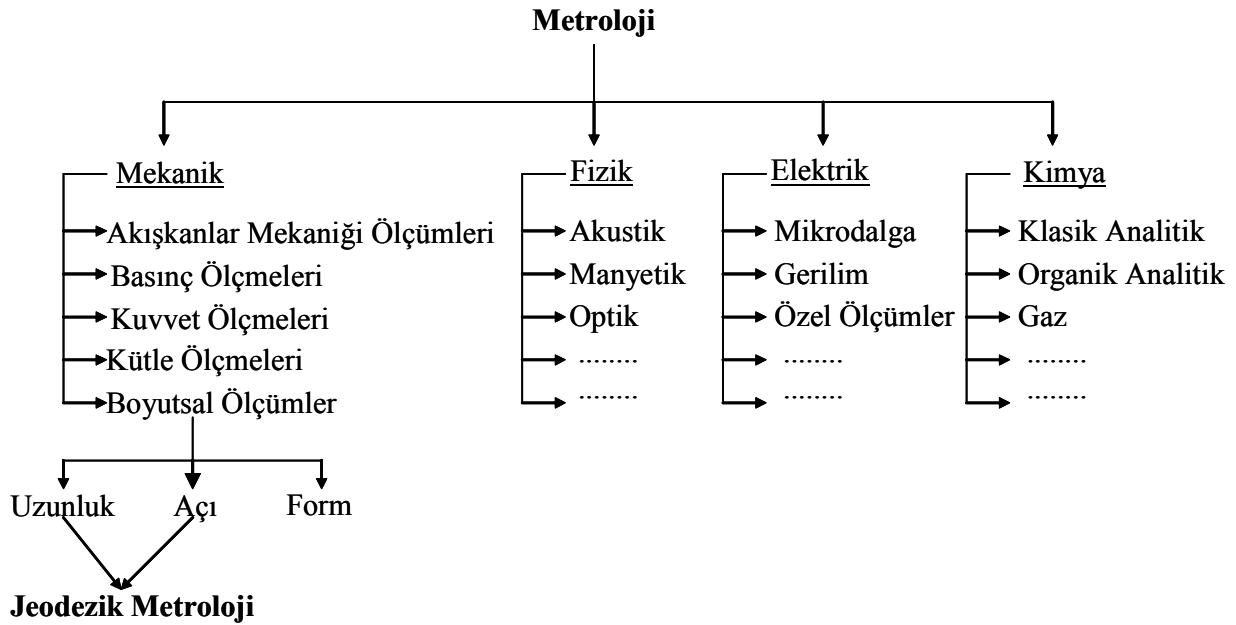 Metroloji
Mekanik
Akışkanlar Mekaniği Ölçümleri
Basınç Ölçmeleri
Kuvvet Ölçmeleri
Kütle Ölçmeleri
Boyutsal Ölçümler
Uzunluk
Açı
Form
Jeodezik Metroloji
Fizik
Akustik
Manyetik
Optik
........
........
Elektrik
Mikrodalga
Gerilim
Özel Ölçümler
........
........
Kimya
Klasik Analitik
Organik Analitik
Gaz
........
........